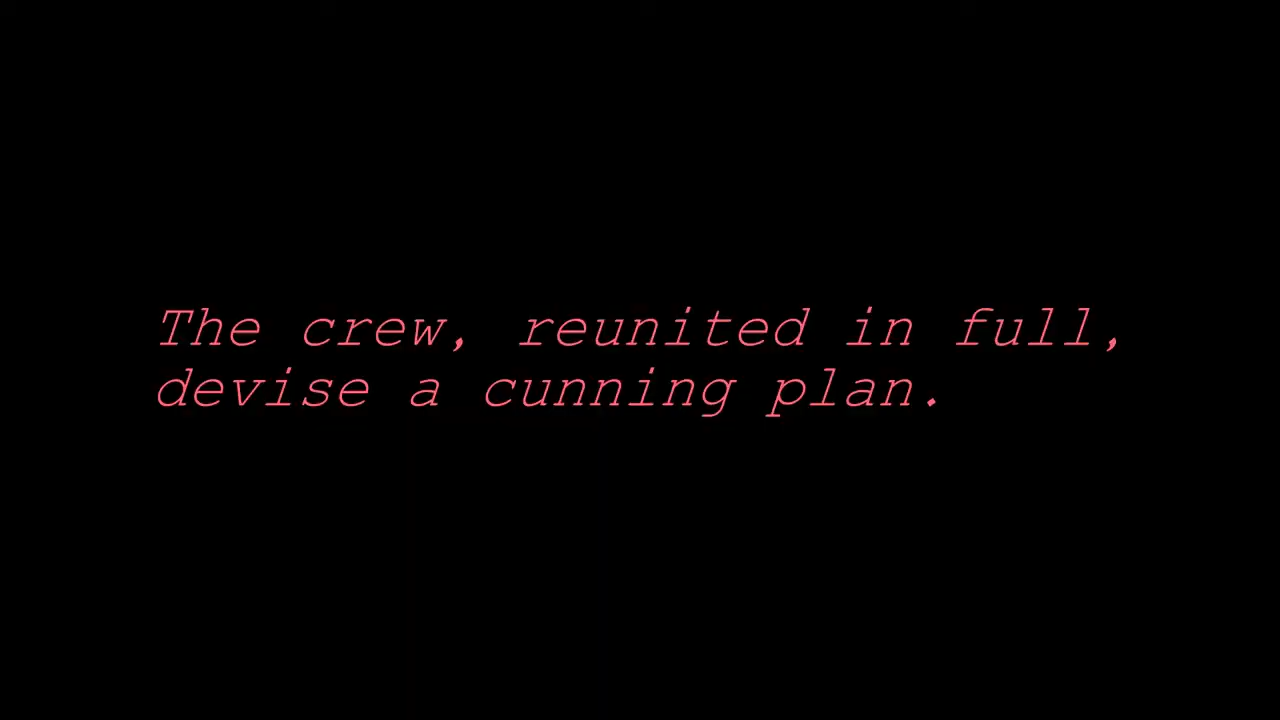 The crew, reunited in full,
devise a cunning plan.